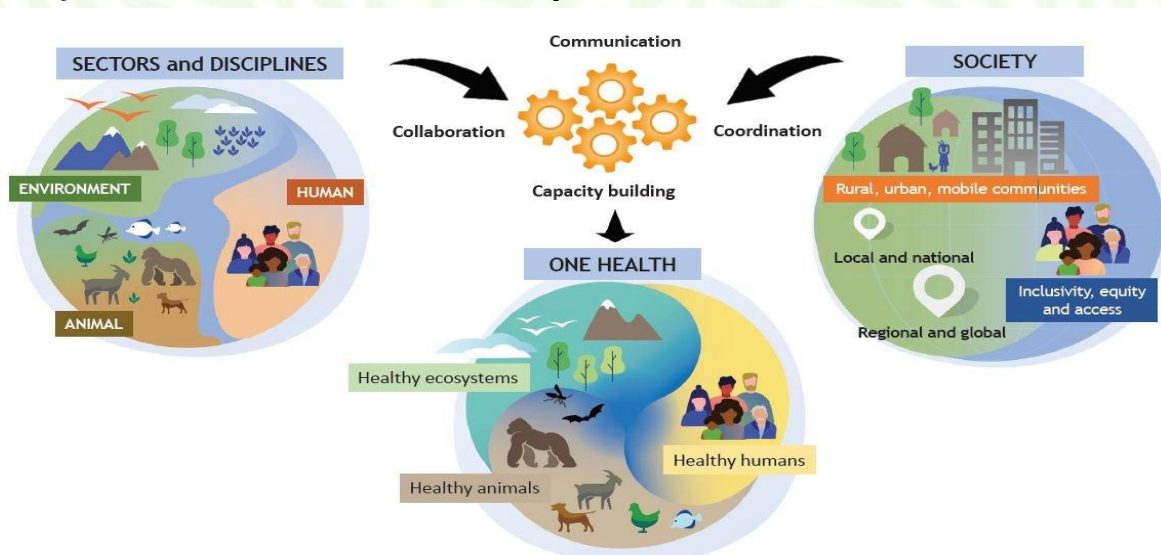 SECTORS and DISCIPLINES
ENVIRONMENT
HUMAN
ANIMAL
Communication
Collaboration
Coordination
Capacity building
SOCIETY
Rural, urban, mobile communities
Local and national
Regional and global
Inclusivity, equity
and access
ONE HEALTH
Healthy ecosystems
Healthy animals
Healthy humans